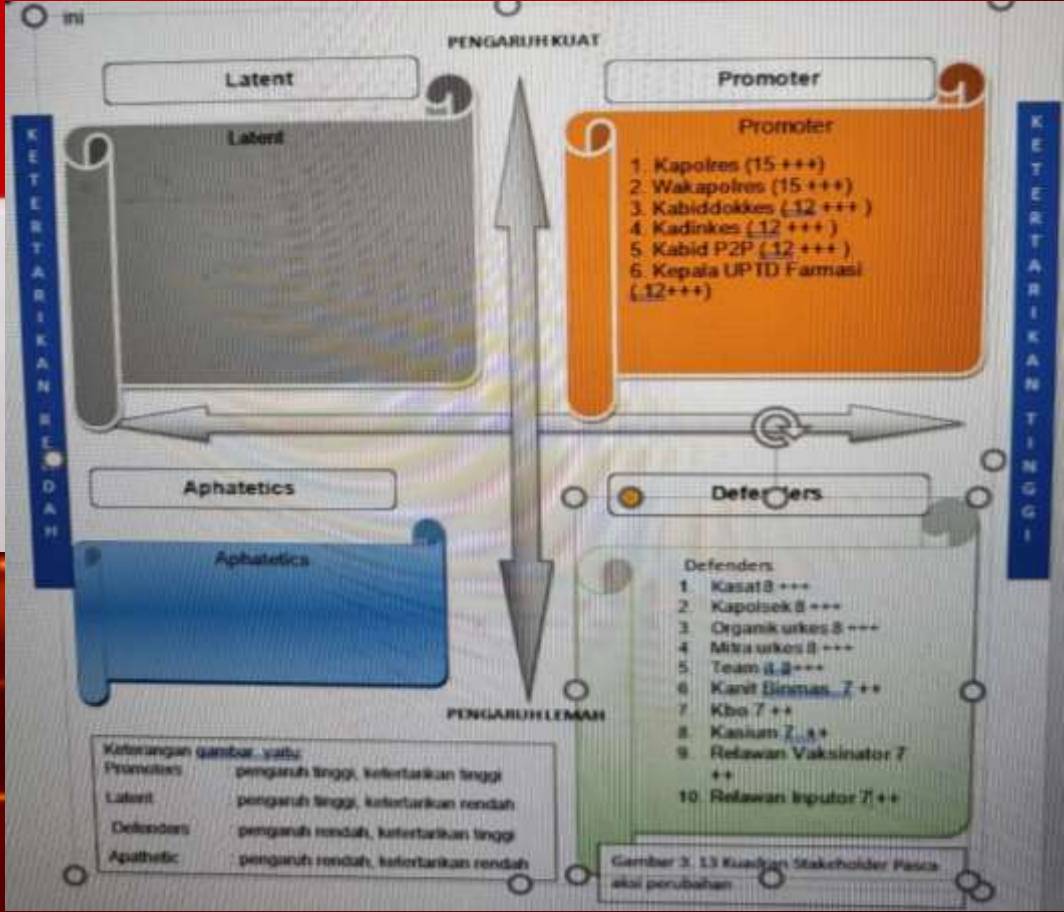 ini
PENGARUH KUAT
Latent
Promoter
KETERTARIKAN RENDAH
Latent
Promoter
1. Kapolres (15 +++)
2. Wakapolres (15 +++)
3. Kabiddokkes ( 12 +++ )
4. Kadinkes ( 12 +++ )
5. Kabid P2P ( 12 +++ )
6. Kepala UPTD Farmasi
( 12+++)
KETERTARIKAN TINGGI
Aphatetics
Defenders
Aphatetics
Defenders
1. Kasat 8 +++
2. Kapolsek 8 +++
3. Organik urkes 8 +++
4. Mitra urkes 8 +++
5. Team 8+++
6. Kanit Binmas 7 ++
7. Kbo 7 ++
8. Kasium 7 ++
9. Relawan Vaksinator 7
++
10. Relawan Inputor 7 ++
PENGARUH LEMAH
Keterangan gambar yaitu
Promoters : pengaruh tinggi, ketertarikan tinggi
Latent : pengaruh tinggi, ketertarikan rendah
Defenders : pengaruh rendah, ketertarikan tinggi
Apathetic : pengaruh rendah, ketertarikan rendah
Gambar 3. 13 Kuadran Stakeholder Pasca
aksi perubahan